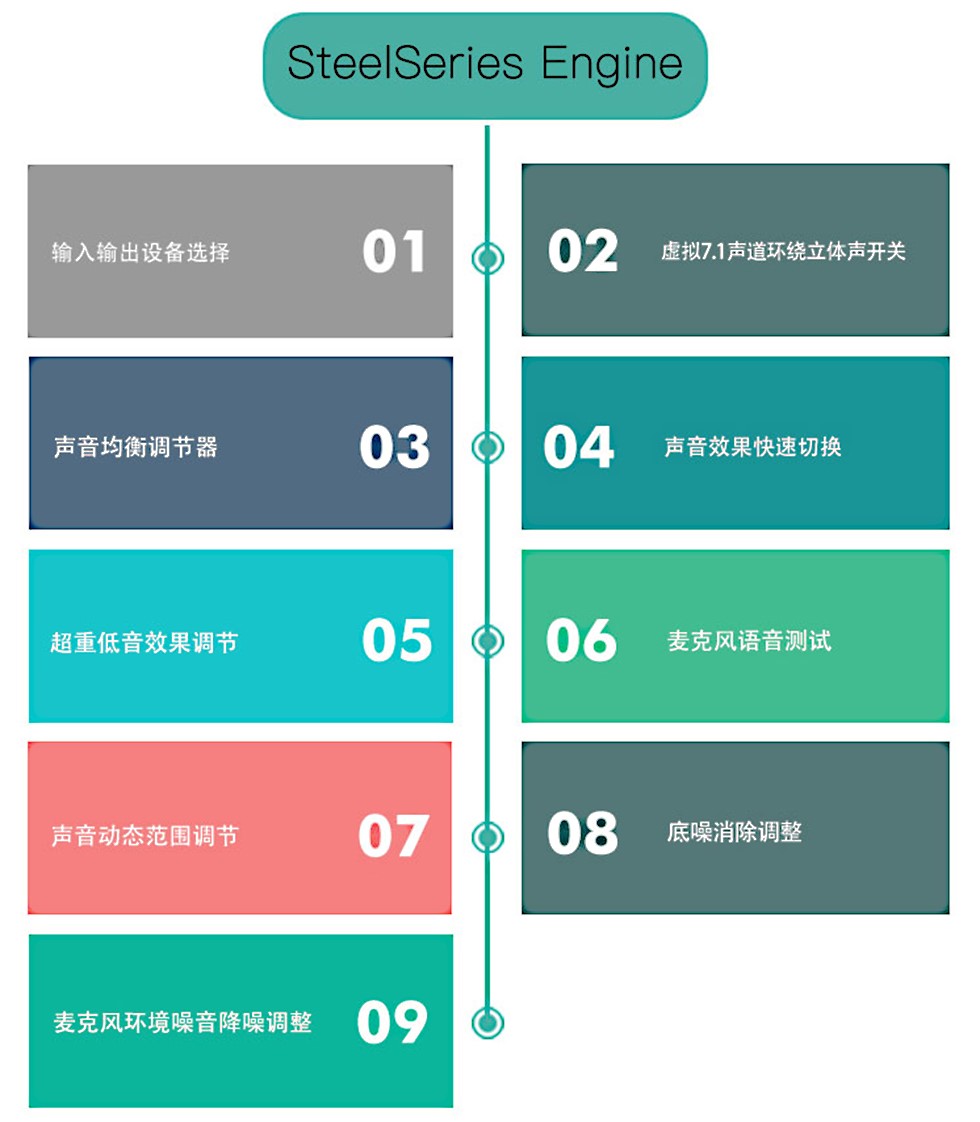 SteelSeries Engine
输入输出设备选择 01
02 虚拟7.1声道环绕立体声开关
声音均衡调节器 03
04 声音效果快速切换
超重低音效果调节 05
06 麦克风语音测试
声音动态范围调节 07
08 底噪消除调整
麦克风环境噪音降噪调整 09